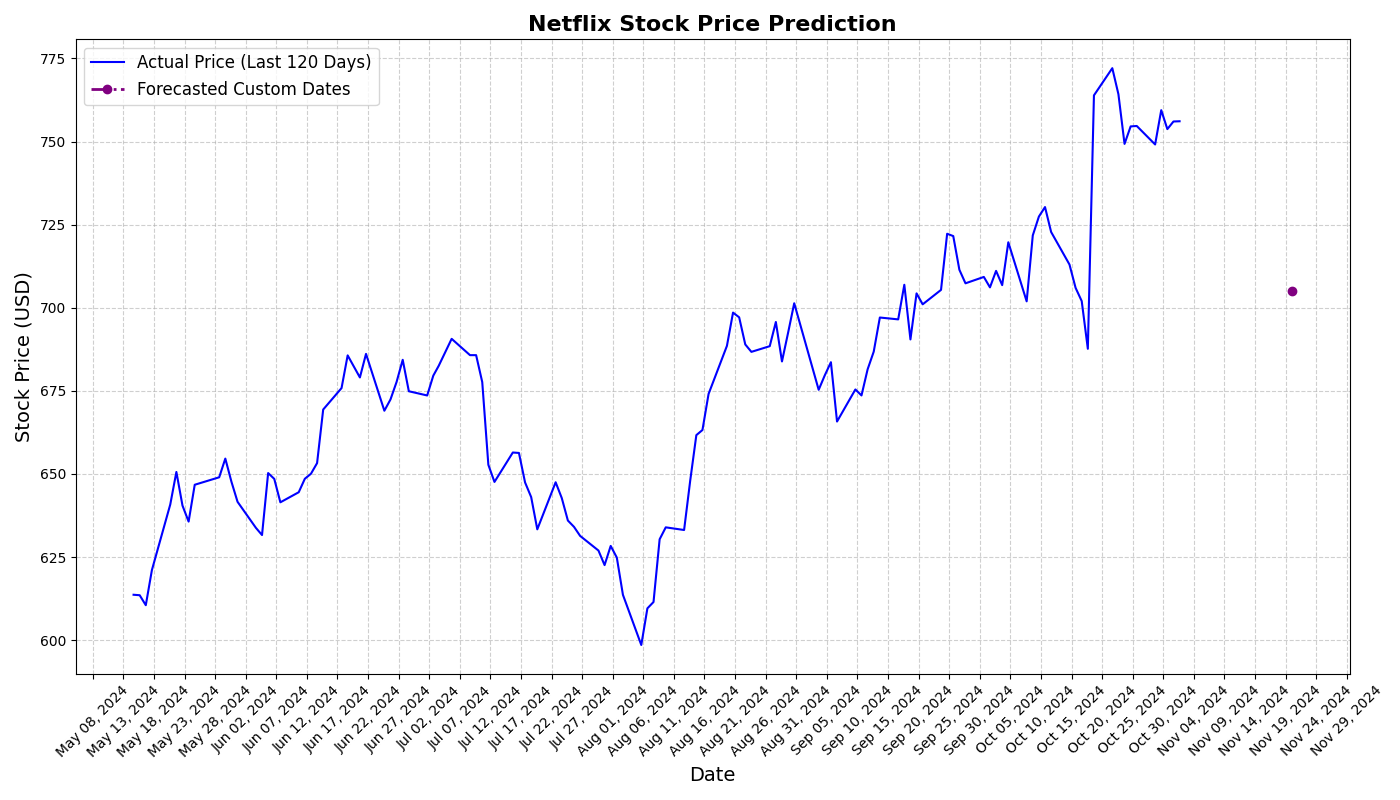 Netflix Stock Price Prediction
Actual Price (Last 120 Days)
Forecasted Custom Dates
Stock Price (USD)
775
750
725
700
675
650
625
600
May 08, 2024
May 13, 2024
May 18, 2024
May 23, 2024
May 28, 2024
Jun 02, 2024
Jun 07, 2024
Jun 12, 2024
Jun 17, 2024
Jun 22, 2024
Jun 27, 2024
Jul 02, 2024
Jul 07, 2024
Jul 12, 2024
Jul 17, 2024
Jul 22, 2024
Jul 27, 2024
Aug 01, 2024
Aug 06, 2024
Aug 11, 2024
Aug 16, 2024
Aug 21, 2024
Aug 26, 2024
Aug 31, 2024
Sep 05, 2024
Sep 10, 2024
Sep 15, 2024
Sep 20, 2024
Sep 25, 2024
Sep 30, 2024
Oct 05, 2024
Oct 10, 2024
Oct 15, 2024
Oct 20, 2024
Oct 25, 2024
Oct 30, 2024
Nov 04, 2024
Nov 09, 2024
Nov 14, 2024
Nov 19, 2024
Nov 24, 2024
Nov 29, 2024
Date